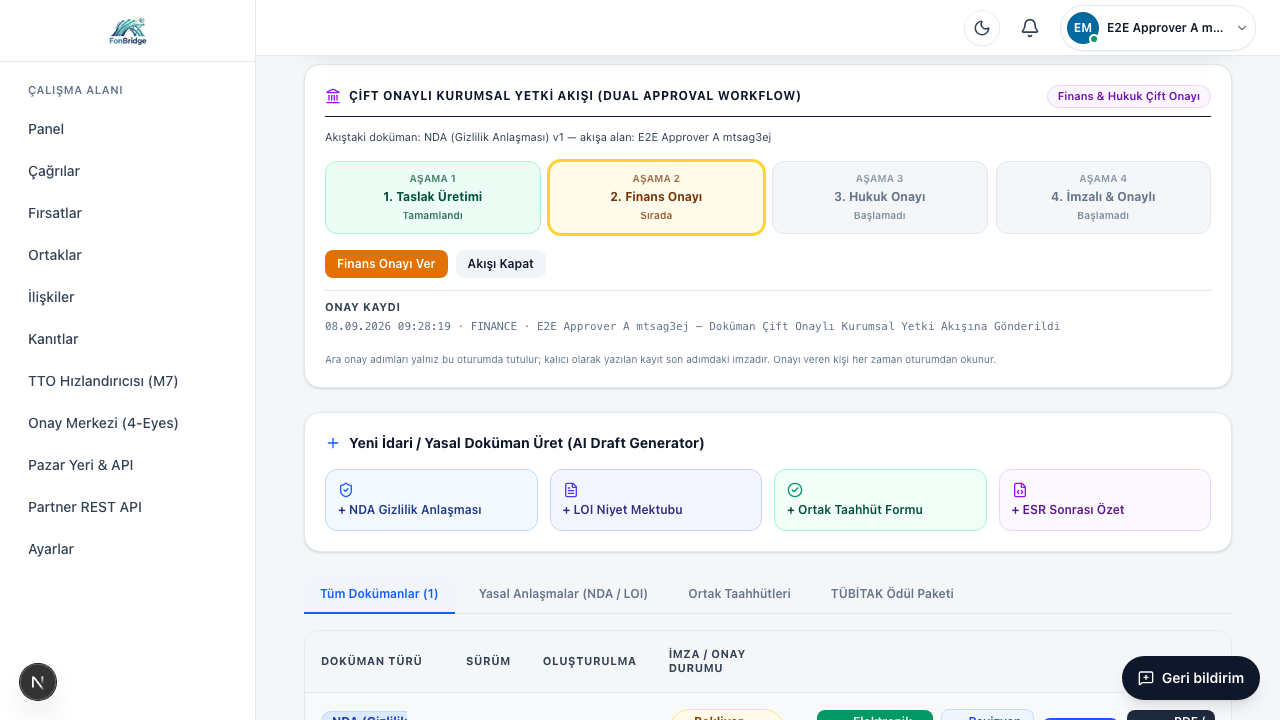 FonBridge
EM
E2E Approver A m...
ÇALIŞMA ALANI
Panel
Çağrılar
Fırsatlar
Ortaklar
İlişkiler
Kanıtlar
TTO Hızlandırıcısı (M7)
Onay Merkezi (4-Eyes)
Pazar Yeri & API
Partner REST API
Ayarlar
N
ÇİFT ONAYLI KURUMSAL YETKİ AKIŞI (DUAL APPROVAL WORKFLOW)
Finans & Hukuk Çift Onayı
Akıştaki doküman: NDA (Gizlilik Anlaşması) v1 — akışa alan: E2E Approver A mtsag3ej
AŞAMA 1
1. Taslak Üretimi
Tamamlandı
AŞAMA 2
2. Finans Onayı
Sırada
AŞAMA 3
3. Hukuk Onayı
Başlamadı
AŞAMA 4
4. İmzalı & Onaylı
Başlamadı
Finans Onayı Ver
Akışı Kapat
ONAY KAYDI
08.09.2026 09:28:19 · FINANCE · E2E Approver A mtsag3ej — Doküman Çift Onaylı Kurumsal Yetki Akışına Gönderildi
Ara onay adımları yalnız bu oturumda tutulur; kalıcı olarak yazılan kayıt son adımdaki imzadır. Onayı veren kişi her zaman oturumdan okunur.
Yeni İdari / Yasal Doküman Üret (AI Draft Generator)
+ NDA Gizlilik Anlaşması
+ LOI Niyet Mektubu
+ Ortak Taahhüt Formu
+ ESR Sonrası Özet
Tüm Dokümanlar (1)
Yasal Anlaşmalar (NDA / LOI)
Ortak Taahhütleri
TÜBİTAK Ödül Paketi
DOKÜMAN TÜRÜ
SÜRÜM
OLUŞTURULMA
İMZA / ONAY
DURUMU
Geri bildirim
NDA (Gizlilik
Bekliyor
Elektronik
Revizyon
PDF /